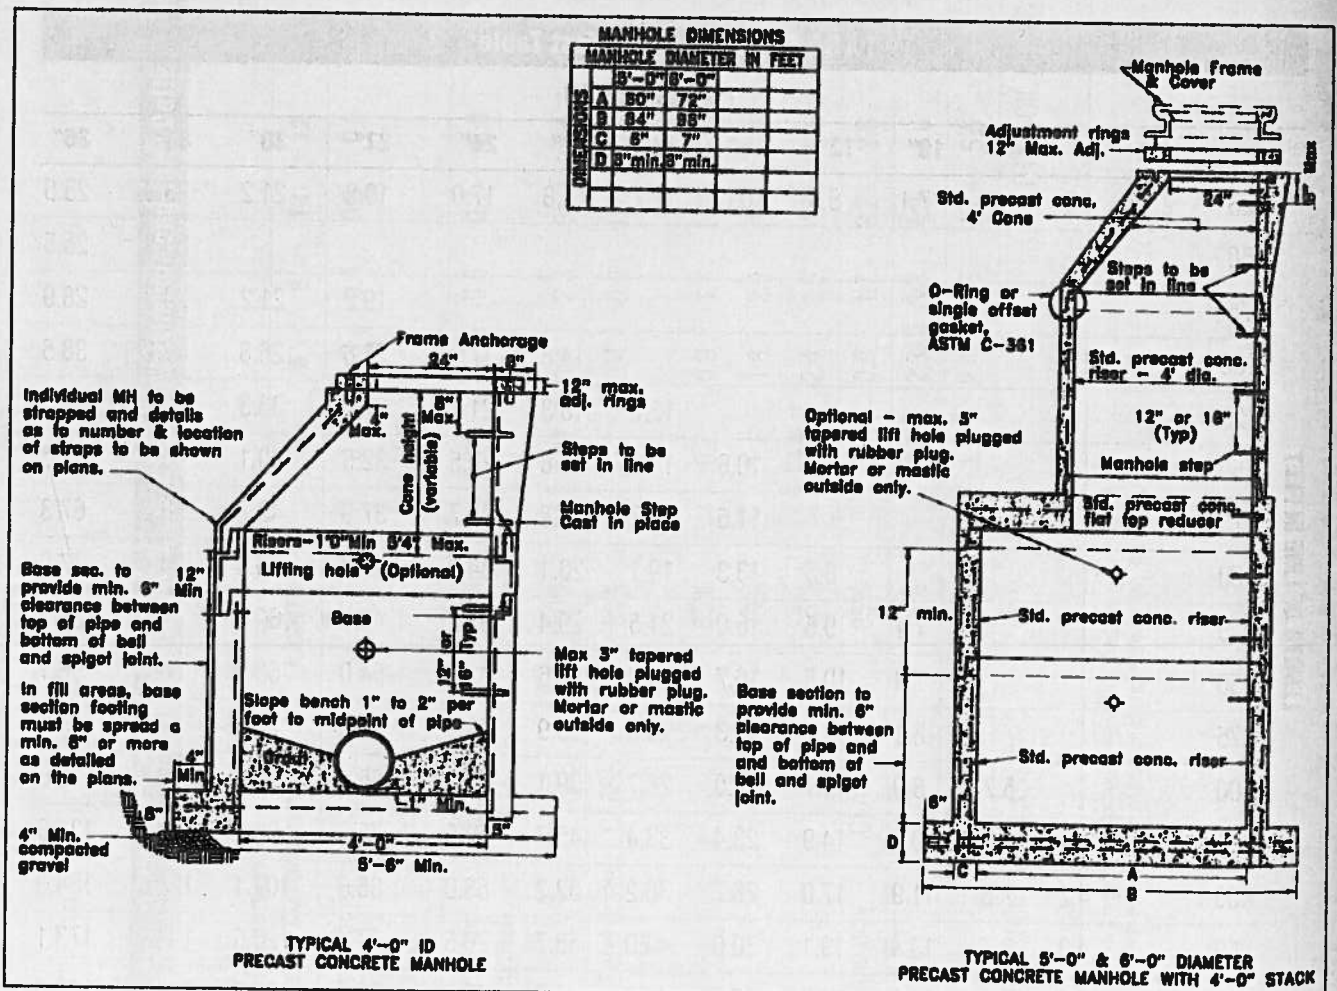 MANHOLE DIMENSIONS
MANHOLE DIAMETER IN FEET
5'-0" 6'-0"
DIMENSIONS
A 60" 72"
B 84" 96"
C 6" 7"
D 8"min. 8"min.
Manhole Frame
& Cover
Adjustment rings
12" Max. Adj.
Max
24"
Std. precast conc.
4' Cone
Steps to be
set in line
O-Ring or
single offset
gasket,
ASTM C-361
Std. precast conc.
riser - 4' dia.
12" or 16"
(Typ)
Manhole step
Optional - max. 3"
tapered lift hole plugged
with rubber plug.
Mortar or mastic
outside only.
Std. precast conc.
flat top reducer
12" min.
Std. precast conc. riser
Base section to
provide min. 6"
clearance between
top of pipe and
and bottom of
bell and spigot
joint.
Std. precast conc. riser
6"
D
C
A
B
TYPICAL 5'-0" & 6'-0" DIAMETER
PRECAST CONCRETE MANHOLE WITH 4'-0" STACK
Frame Anchorage
24"
8"
12" max.
adj. rings
Individual MH to be
strapped and details
as to number & location
of straps to be shown
on plans.
4"
Max.
Cone height
(variable)
Max.
Steps to be
set in line
Manhole Step
Cast in place
Risers-1'0"Min 5'4" Max.
Lifting hole (Optional)
Base sec. to
provide min. 6"
clearance between
top of pipe and
bottom of bell
and spigot joint.
12"
Min
Base
12" or
16" (Typ)
Max 3" tapered
lift hole plugged
with rubber plug.
Mortar or mastic
outside only.
In fill areas, base
section footing
must be spread a
min. 6" or more
as detailed
on the plans.
Slope bench 1" to 2" per
foot to midpoint of pipe
Grout
4"
Min
8"
1" Min.
5"
4" Min.
compacted
gravel
4'-0"
5'-6" Min.
TYPICAL 4'-0" ID
PRECAST CONCRETE MANHOLE